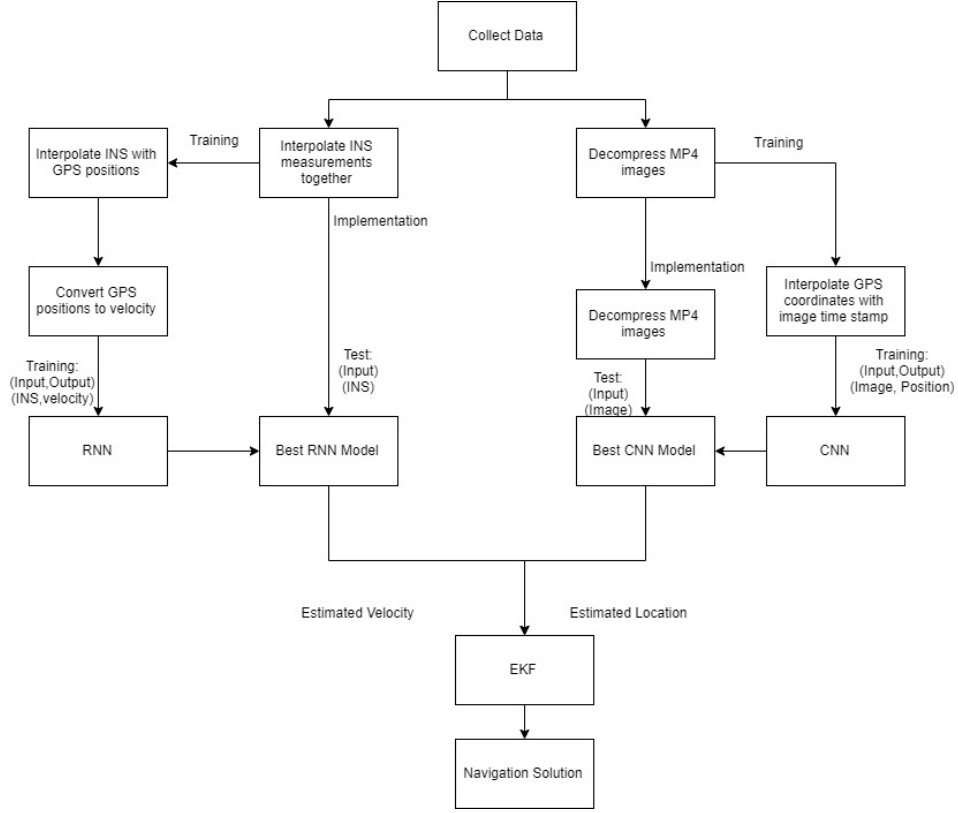 Collect Data
Interpolate INS with
GPS positions
Training
Interpolate INS
measurements
together
Decompress MP4
images
Training
Implementation
Implementation
Convert GPS
positions to velocity
Decompress MP4
images
Interpolate GPS
coordinates with
image time stamp
Training:
(Input,Output)
(INS,velocity)
Test:
(Input)
(INS)
Test:
(Input)
(Image)
Training:
(Input,Output)
(Image, Position)
RNN
Best RNN Model
Best CNN Model
CNN
Estimated Velocity
Estimated Location
EKF
Navigation Solution